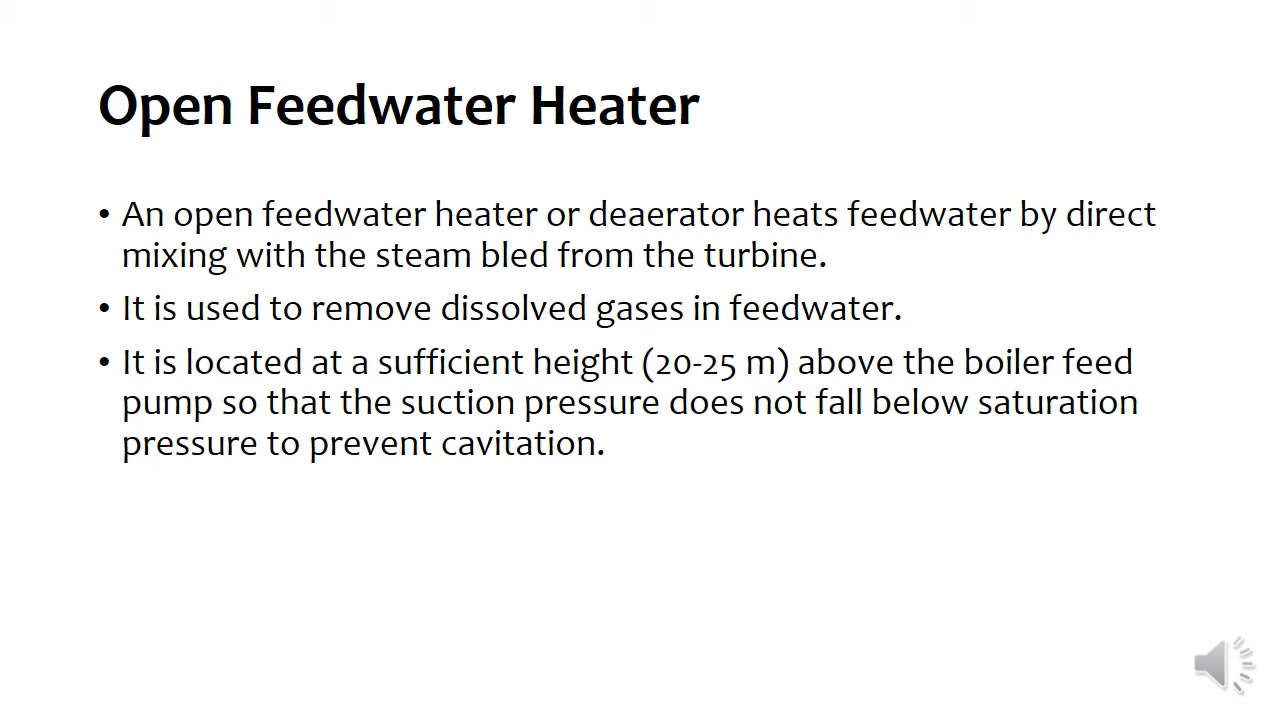 Open Feedwater Heater
• An open feedwater heater or deaerator heats feedwater by direct
mixing with the steam bled from the turbine.
• It is used to remove dissolved gases in feedwater.
• It is located at a sufficient height (20-25 m) above the boiler feed
pump so that the suction pressure does not fall below saturation
pressure to prevent cavitation.